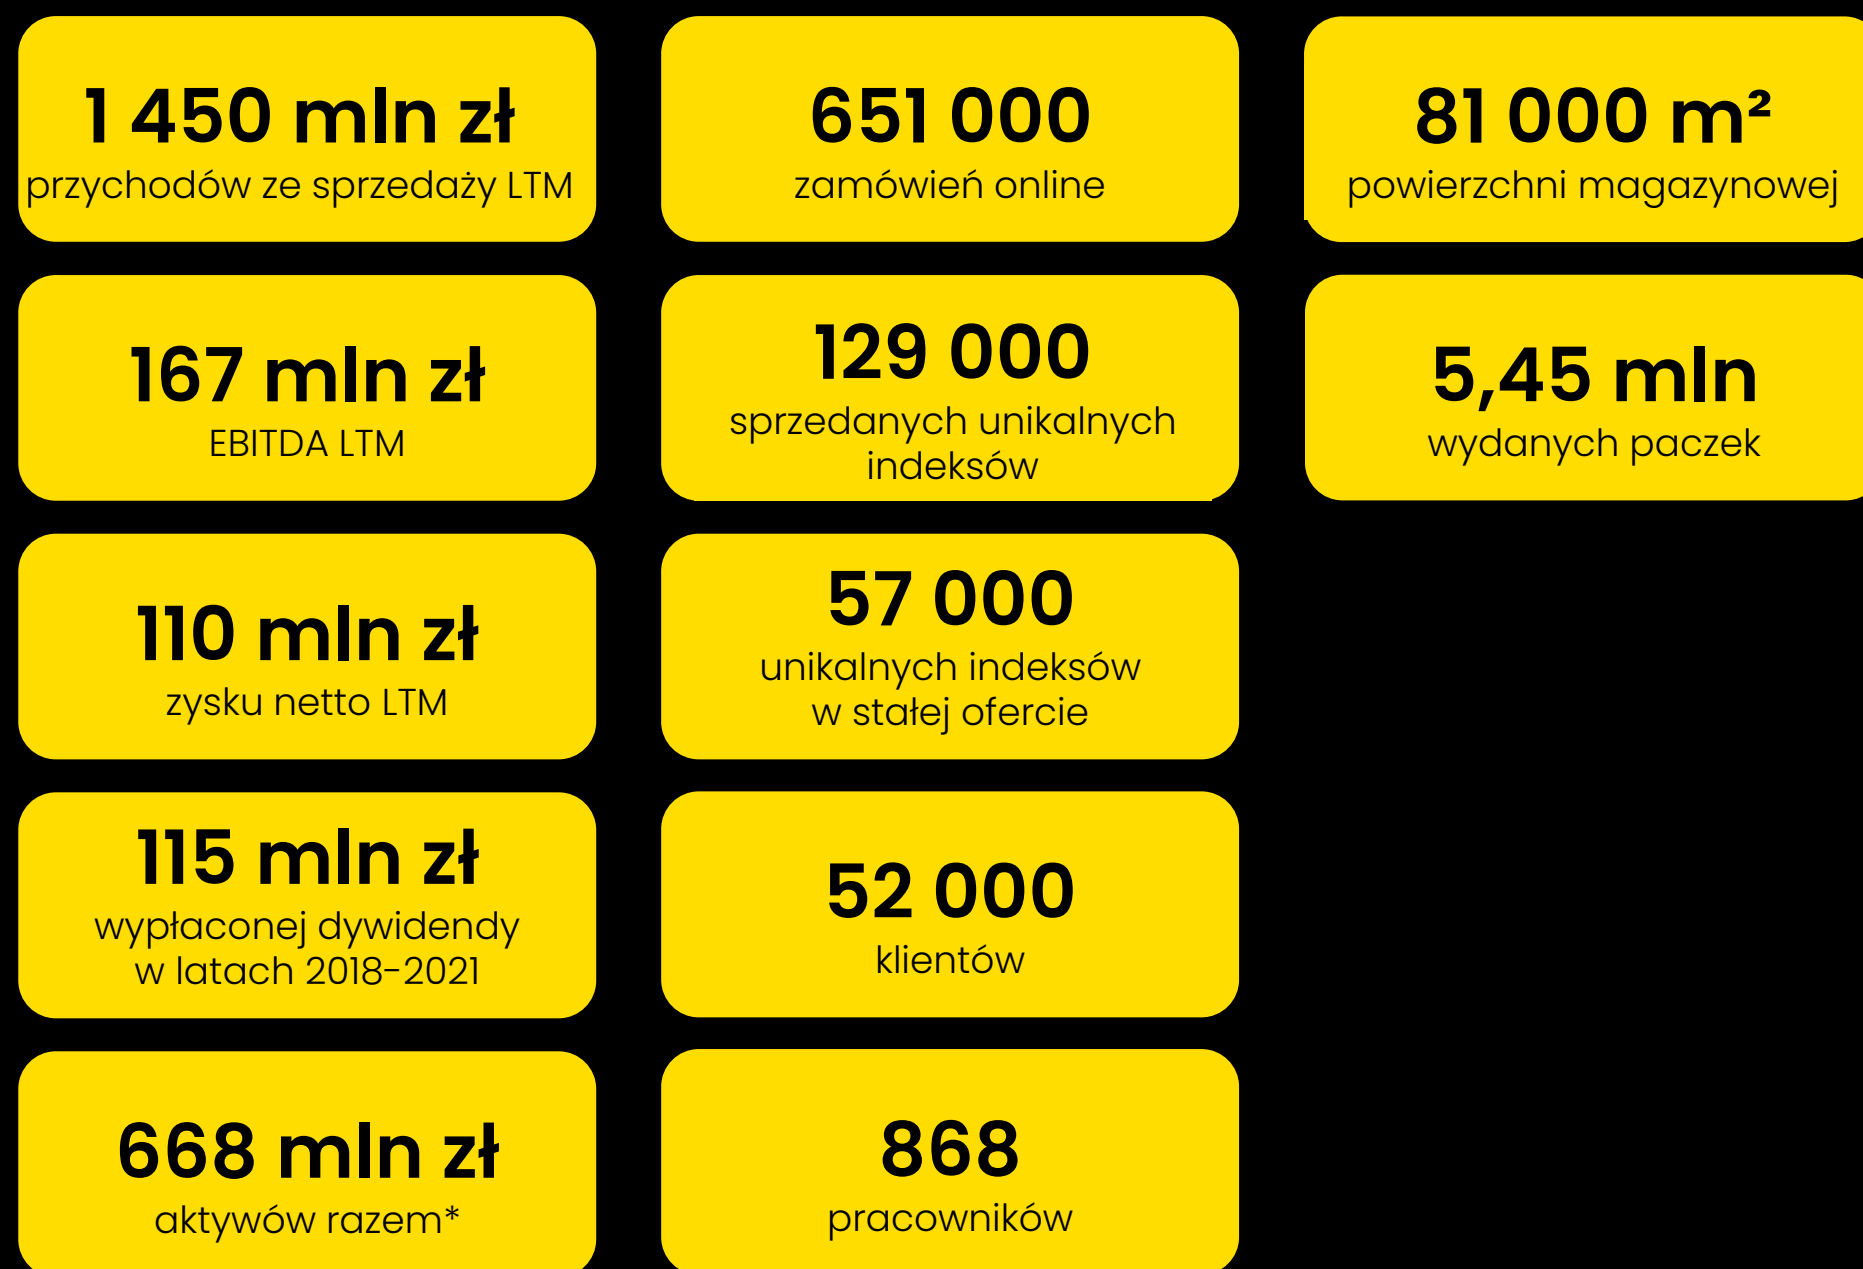 1 450 mln zł
przychodów ze sprzedaży LTM
167 mln zł
EBITDA LTM
110 mln zł
zysku netto LTM
115 mln zł
wypłaconej dywidendy
w latach 2018-2021
668 mln zł
aktywów razem*
651 000
zamówień online
129 000
sprzedanych unikalnych
indeksów
57 000
unikalnych indeksów
w stałej ofercie
52 000
klientów
868
pracowników
81 000 m²
powierzchni magazynowej
5,45 mln
wydanych paczek